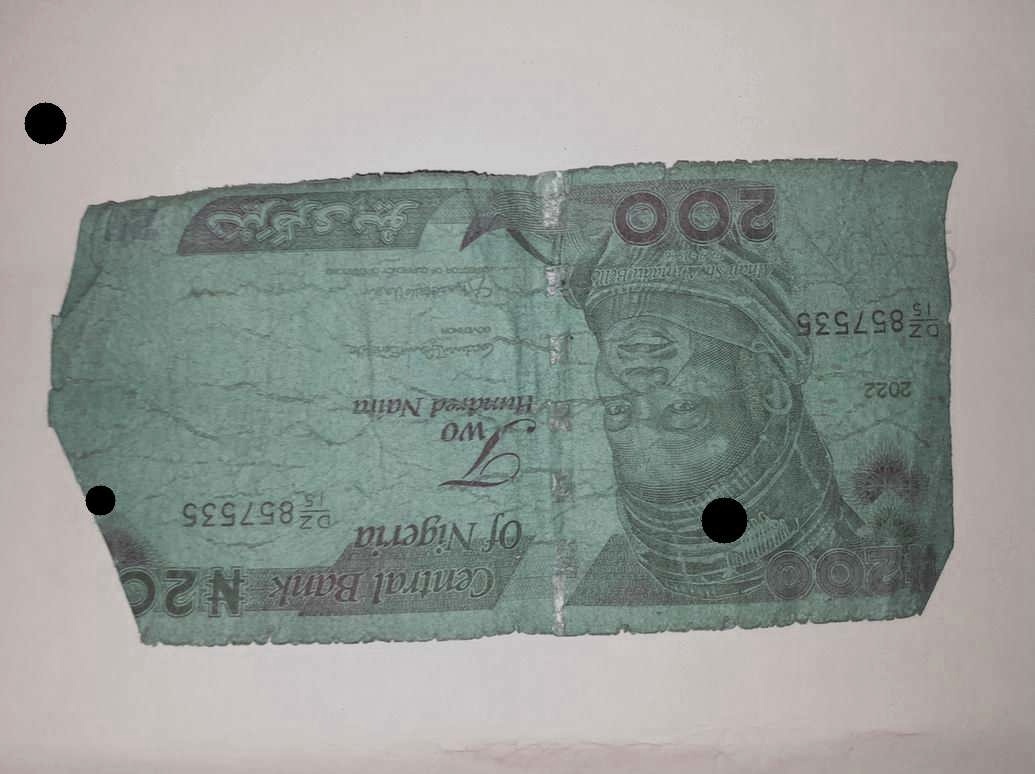 200
Central Bank
₦20
Of Nigeria
DZ/15 857535
Two
Hundred Naira
2022
GOVERNOR
DZ/15 857535
DIRECTOR OF CURRENCY OPERATIONS
Alhaji Sir Ahmadu Bello
200